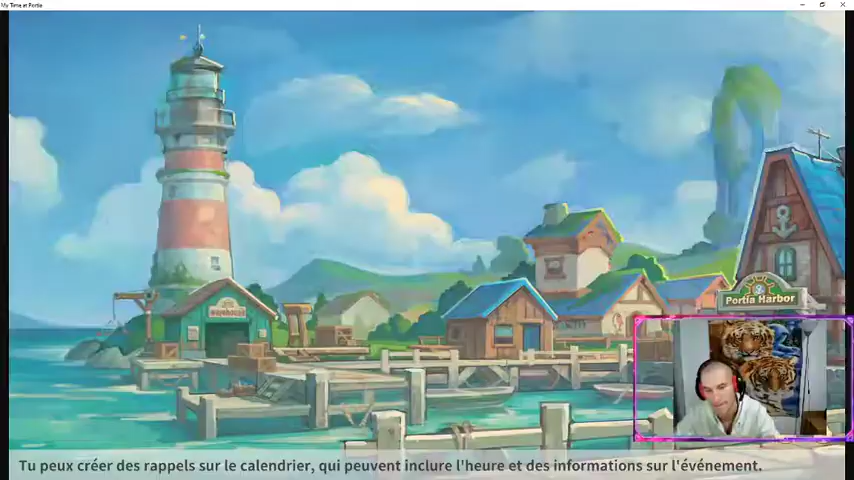 My Time at Portia
Portia Harbor
Tu peux créer des rappels sur le calendrier, qui peuvent inclure l'heure et des informations sur l'événement.